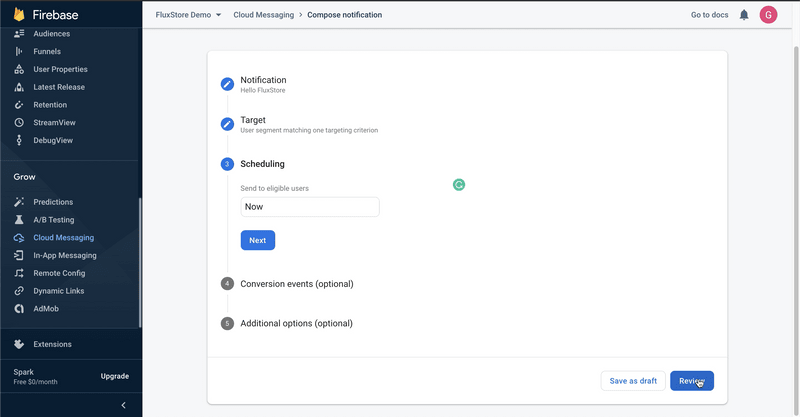 Firebase
FluxStore Demo
Cloud Messaging > Compose notification
Go to docs
G
Audiences
Funnels
User Properties
Latest Release
Retention
StreamView
DebugView
Grow
Predictions
A/B Testing
Cloud Messaging
In-App Messaging
Remote Config
Dynamic Links
AdMob
Extensions
Spark
Free $0/month
Upgrade
Notification
Hello FluxStore
Target
User segment matching one targeting criterion
3 Scheduling
Send to eligible users
Now
Next
4 Conversion events (optional)
5 Additional options (optional)
Save as draft
Review